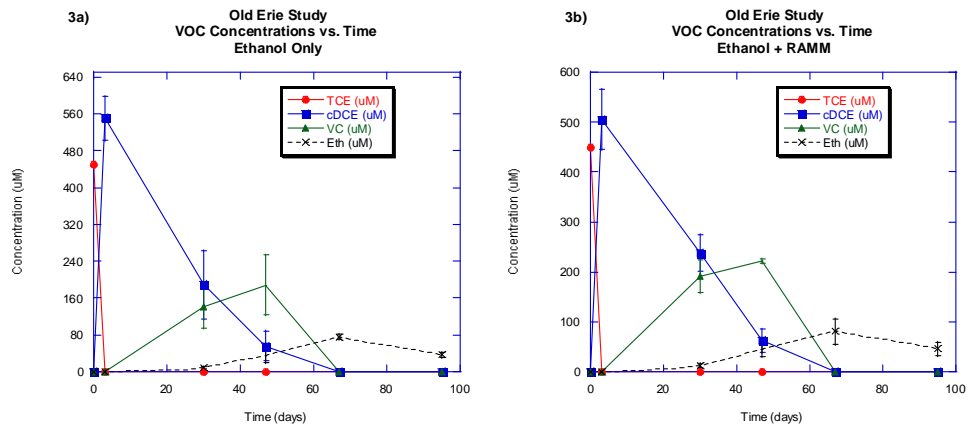 3a)
Old Erie Study
VOC Concentrations vs. Time
Ethanol Only
640
560
480
400
320
240
160
80
0
0
20
40
60
80
100
Concentration (uM)
Time (days)
TCE (uM)
cDCE (uM)
VC (uM)
Eth (uM)
3b)
Old Erie Study
VOC Concentrations vs. Time
Ethanol + RAMM
600
500
400
300
200
100
0
0
20
40
60
80
100
Concentration (uM)
Time (days)
TCE (uM)
cDCE (uM)
VC (uM)
Eth (uM)